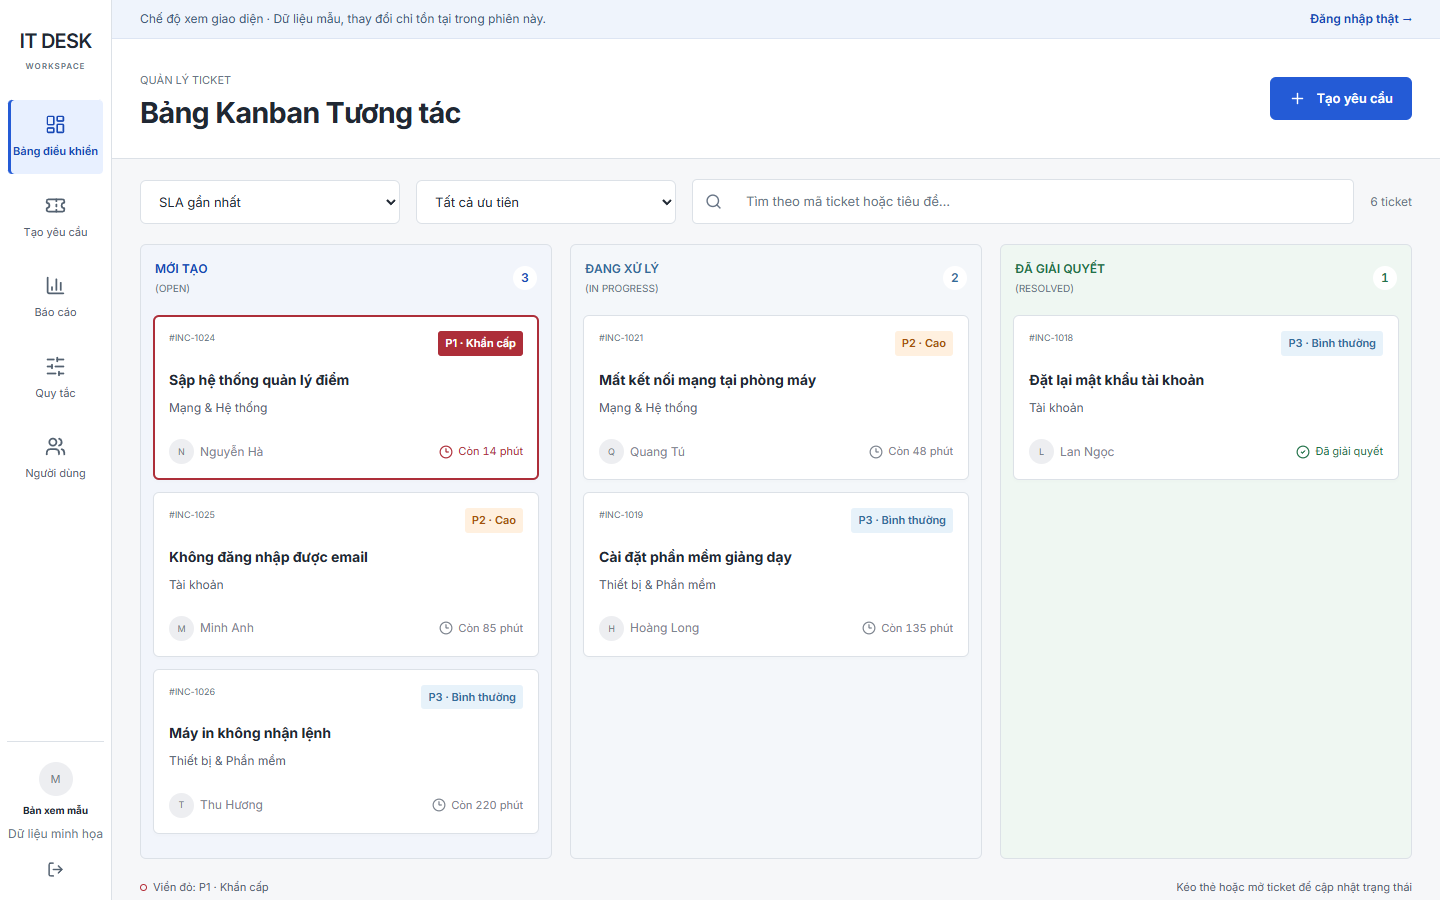 Chế độ xem giao diện · Dữ liệu mẫu, thay đổi chỉ tồn tại trong phiên này.
Đăng nhập thật →
IT DESK
WORKSPACE
Bảng điều khiển
Tạo yêu cầu
Báo cáo
Quy tắc
Người dùng
M
Bản xem mẫu
Dữ liệu minh họa
QUẢN LÝ TICKET
Bảng Kanban Tương tác
Tạo yêu cầu
SLA gần nhất
Tất cả ưu tiên
Tìm theo mã ticket hoặc tiêu đề...
6 ticket
MỚI TẠO
(OPEN)
3
#INC-1024
P1 · Khẩn cấp
Sập hệ thống quản lý điểm
Mạng & Hệ thống
N
Nguyễn Hà
Còn 14 phút
#INC-1025
P2 · Cao
Không đăng nhập được email
Tài khoản
M
Minh Anh
Còn 85 phút
#INC-1026
P3 · Bình thường
Máy in không nhận lệnh
Thiết bị & Phần mềm
T
Thu Hương
Còn 220 phút
ĐANG XỬ LÝ
(IN PROGRESS)
2
#INC-1021
P2 · Cao
Mất kết nối mạng tại phòng máy
Mạng & Hệ thống
Q
Quang Tú
Còn 48 phút
#INC-1019
P3 · Bình thường
Cài đặt phần mềm giảng dạy
Thiết bị & Phần mềm
H
Hoàng Long
Còn 135 phút
ĐÃ GIẢI QUYẾT
(RESOLVED)
1
#INC-1018
P3 · Bình thường
Đặt lại mật khẩu tài khoản
Tài khoản
L
Lan Ngọc
Đã giải quyết
Viền đỏ: P1 · Khẩn cấp
Kéo thẻ hoặc mở ticket để cập nhật trạng thái